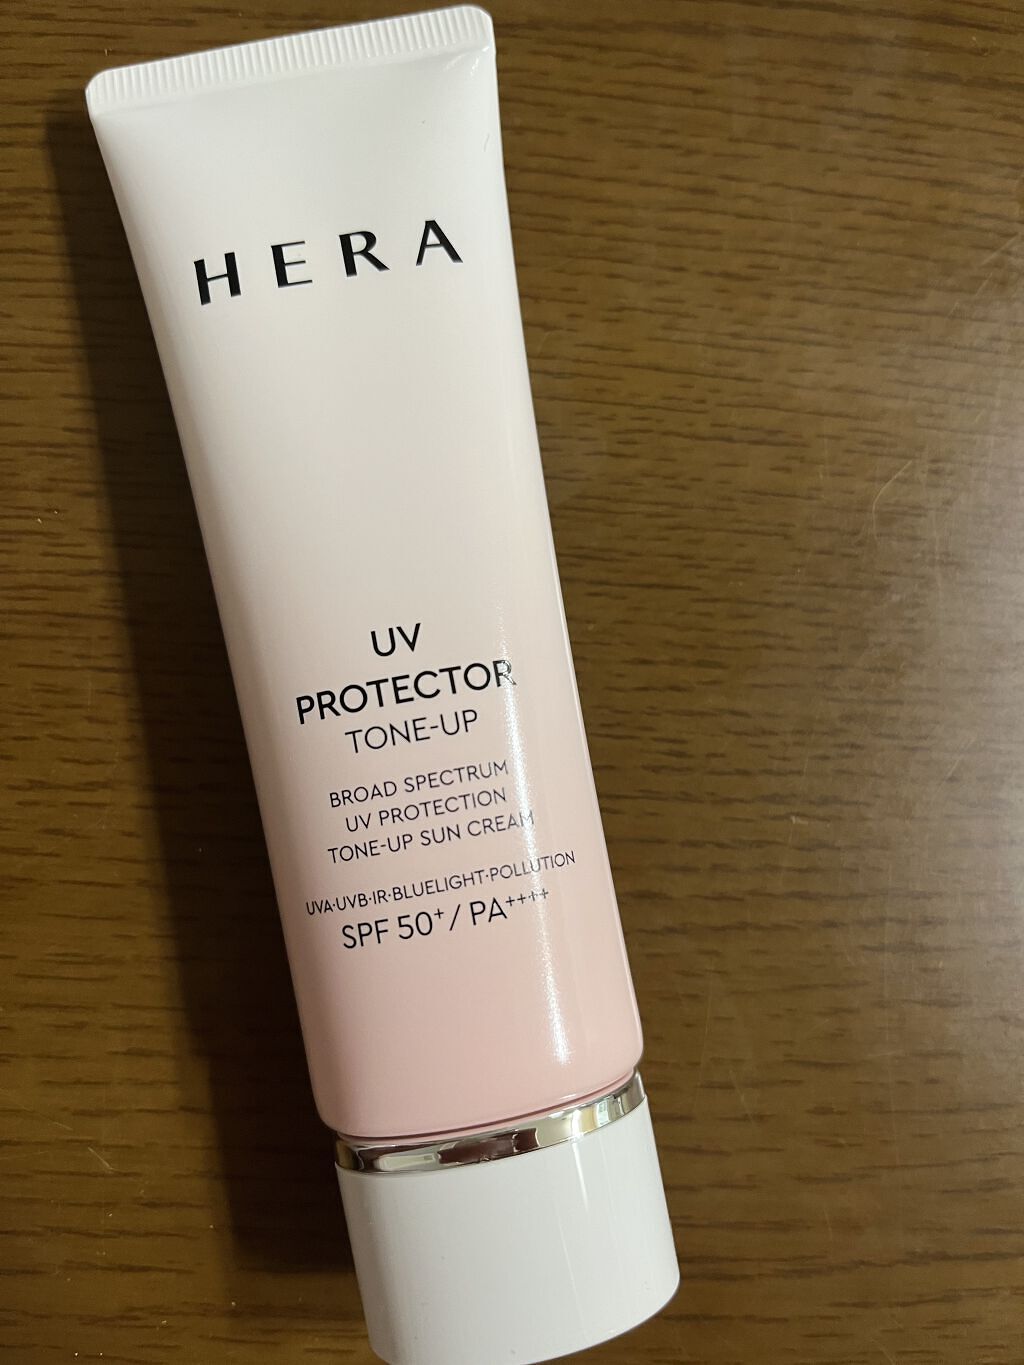 HERA
UV
PROTECTOR
TONE-UP
BROAD SPECTRUM
UV PROTECTION
TONE-UP SUN CREAM
UVA·UVB·IR·BLUELIGHT·POLLUTION
SPF 50⁺ / PA⁺⁺⁺⁺